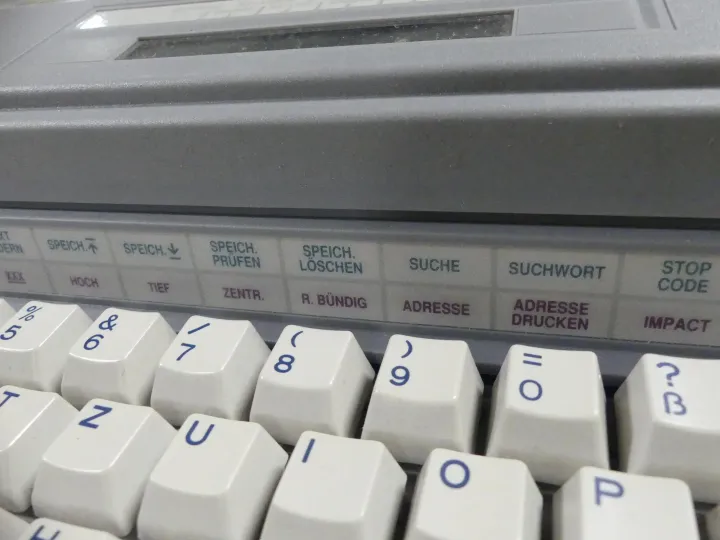 SPEICH. SPEICH. SPEICH. PRÜFEN SPEICH. LÖSCHEN SUCHE SUCHWORT STOP CODE
XXX HOCH TIEF ZENTR. R. BÜNDIG ADRESSE ADRESSE DRUCKEN IMPACT
% & / ( ) = ?
5 6 7 8 9 0 ß
T Z U I O P
H